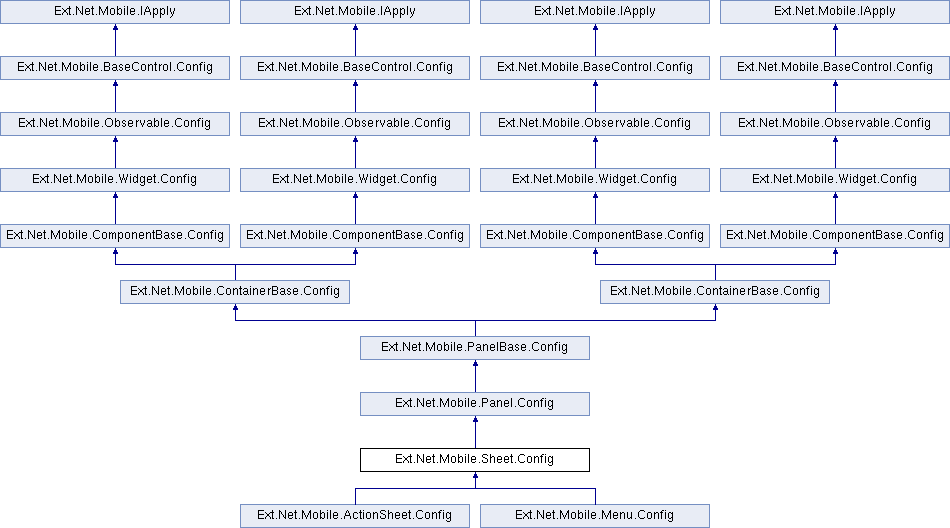 Ext.Net.Mobile.IApply Ext.Net.Mobile.IApply Ext.Net.Mobile.IApply Ext.Net.Mobile.IApply
Ext.Net.Mobile.BaseControl.Config Ext.Net.Mobile.BaseControl.Config Ext.Net.Mobile.BaseControl.Config Ext.Net.Mobile.BaseControl.Config
Ext.Net.Mobile.Observable.Config Ext.Net.Mobile.Observable.Config Ext.Net.Mobile.Observable.Config Ext.Net.Mobile.Observable.Config
Ext.Net.Mobile.Widget.Config Ext.Net.Mobile.Widget.Config Ext.Net.Mobile.Widget.Config Ext.Net.Mobile.Widget.Config
Ext.Net.Mobile.ComponentBase.Config Ext.Net.Mobile.ComponentBase.Config Ext.Net.Mobile.ComponentBase.Config Ext.Net.Mobile.ComponentBase.Config
Ext.Net.Mobile.ContainerBase.Config Ext.Net.Mobile.ContainerBase.Config
Ext.Net.Mobile.PanelBase.Config
Ext.Net.Mobile.Panel.Config
Ext.Net.Mobile.Sheet.Config
Ext.Net.Mobile.ActionSheet.Config Ext.Net.Mobile.Menu.Config